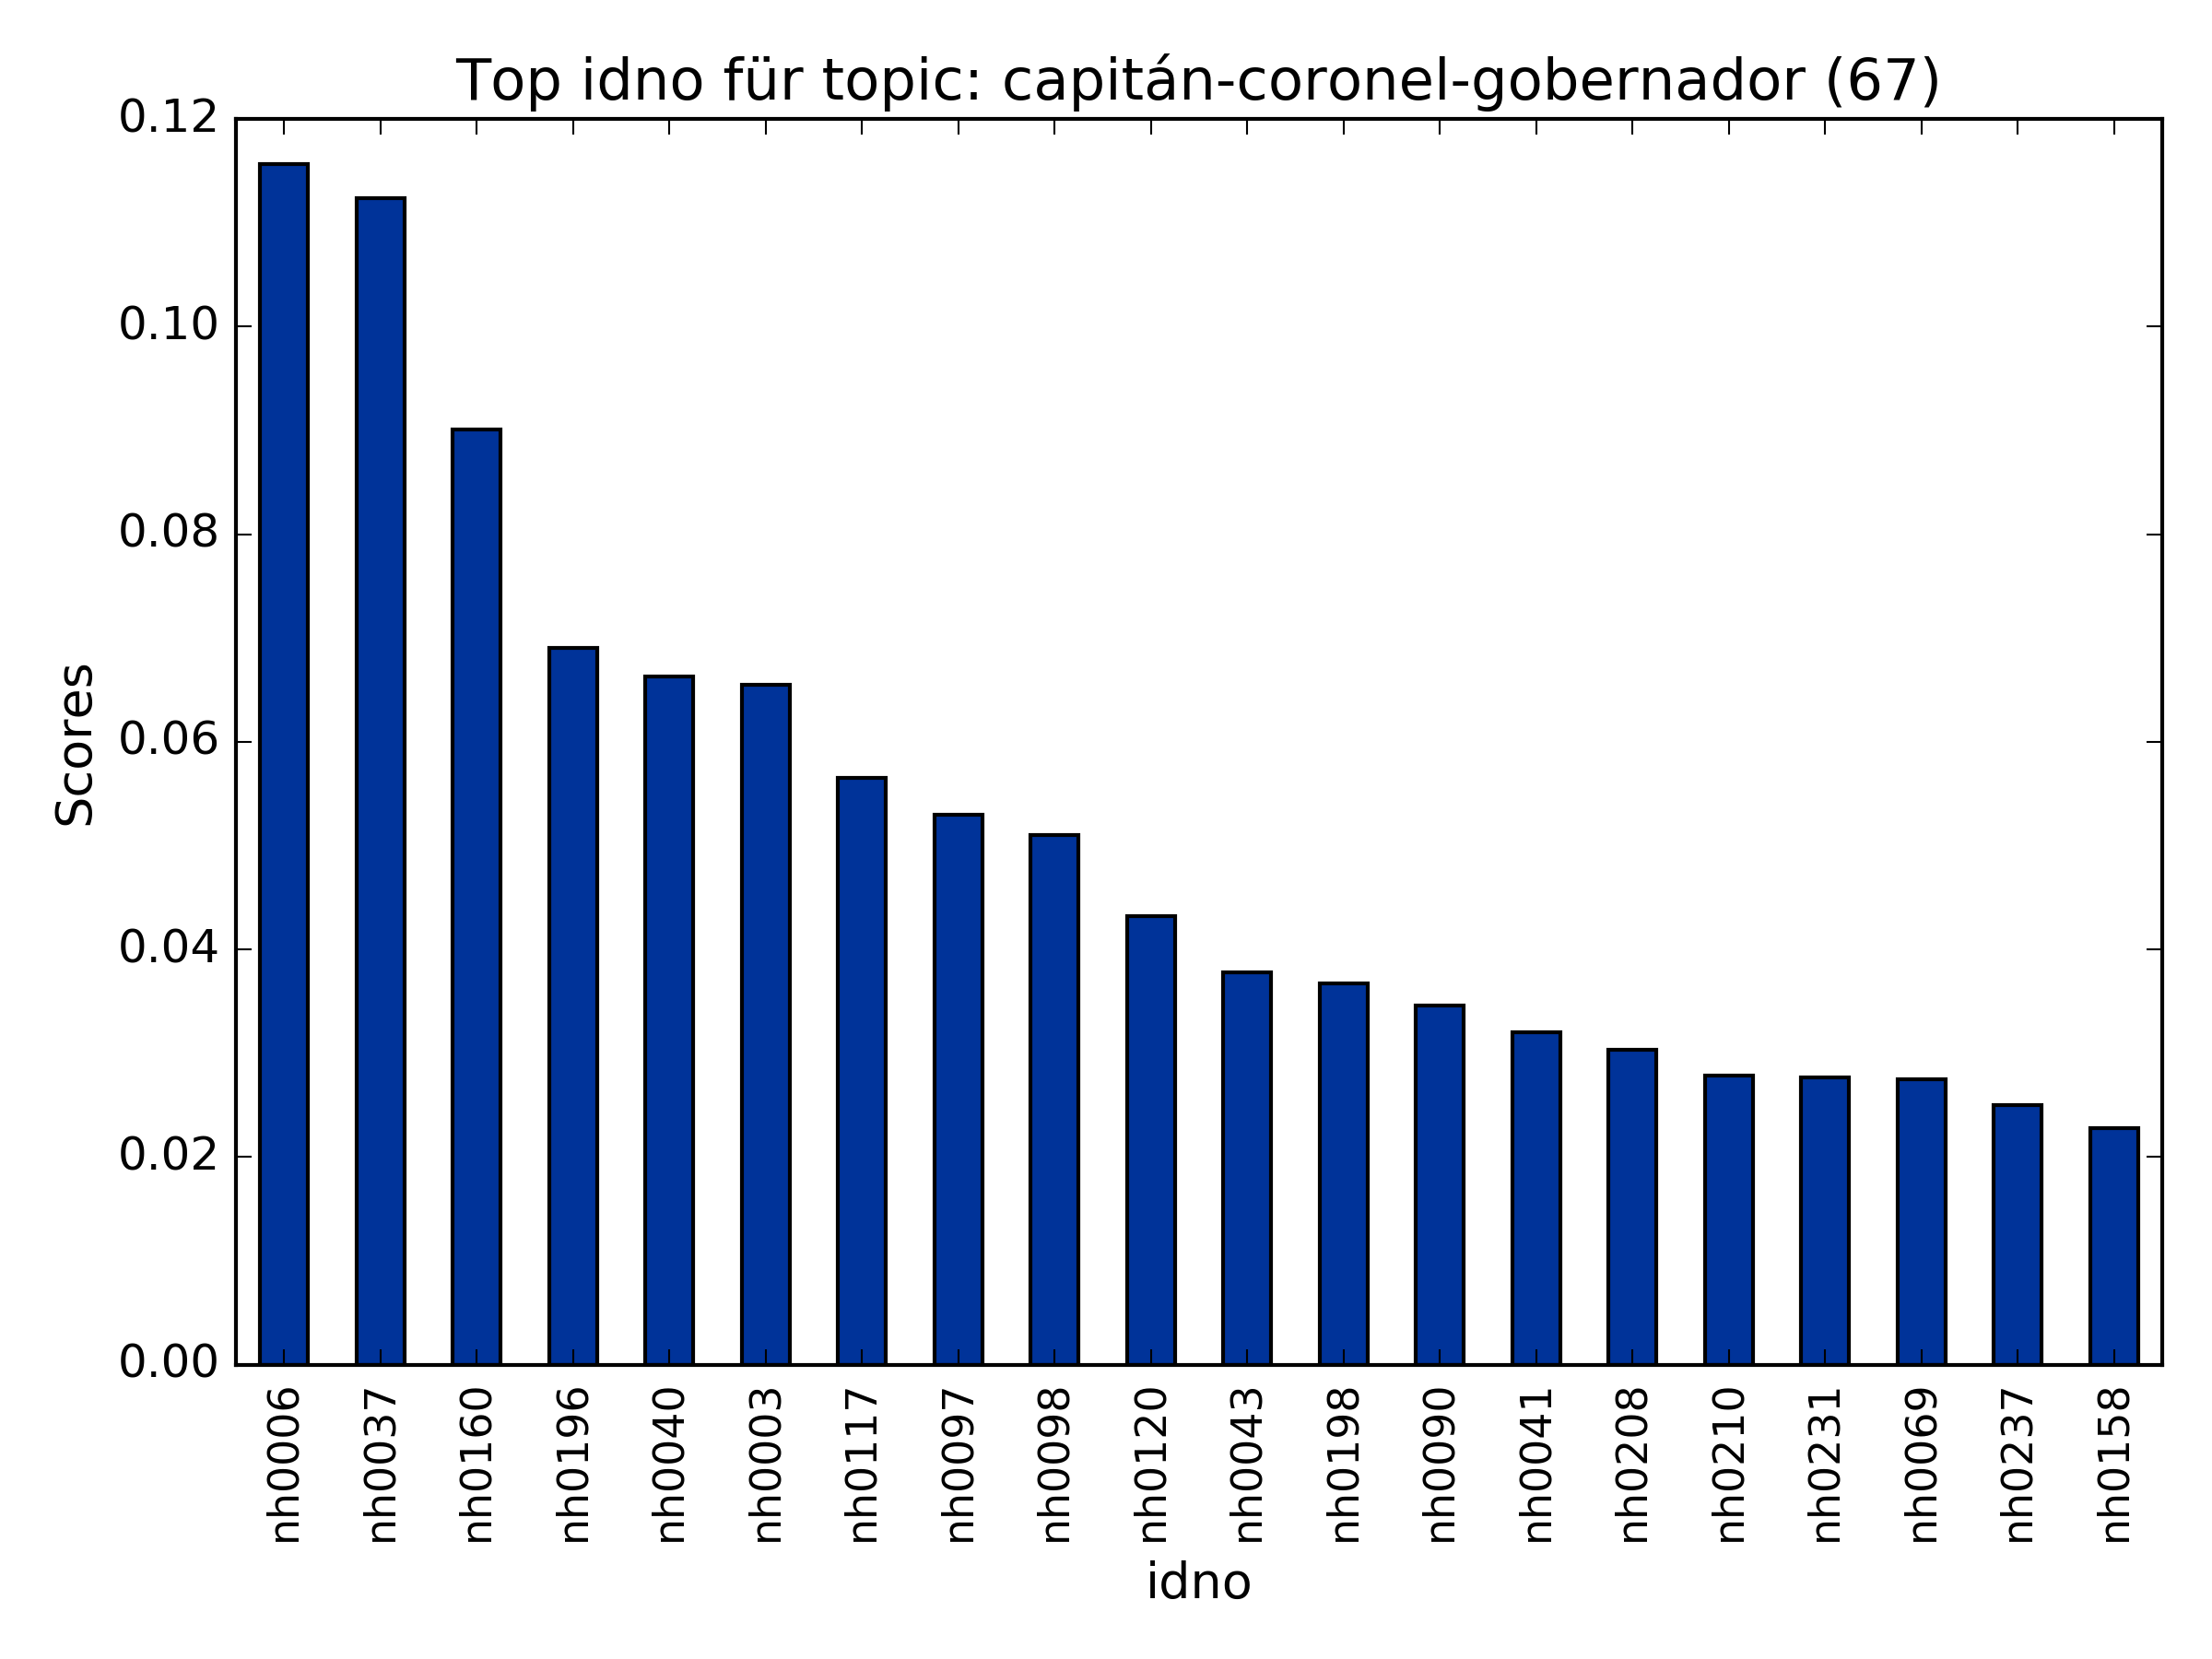 Top idno für topic: capitán-coronel-gobernador (67)
0.12
0.10
0.08
0.06
0.04
0.02
0.00
Scores
nh0006
nh0037
nh0160
nh0196
nh0040
nh0003
nh0117
nh0097
nh0098
nh0120
nh0043
nh0198
nh0090
nh0041
nh0208
nh0210
nh0231
nh0069
nh0237
nh0158
idno